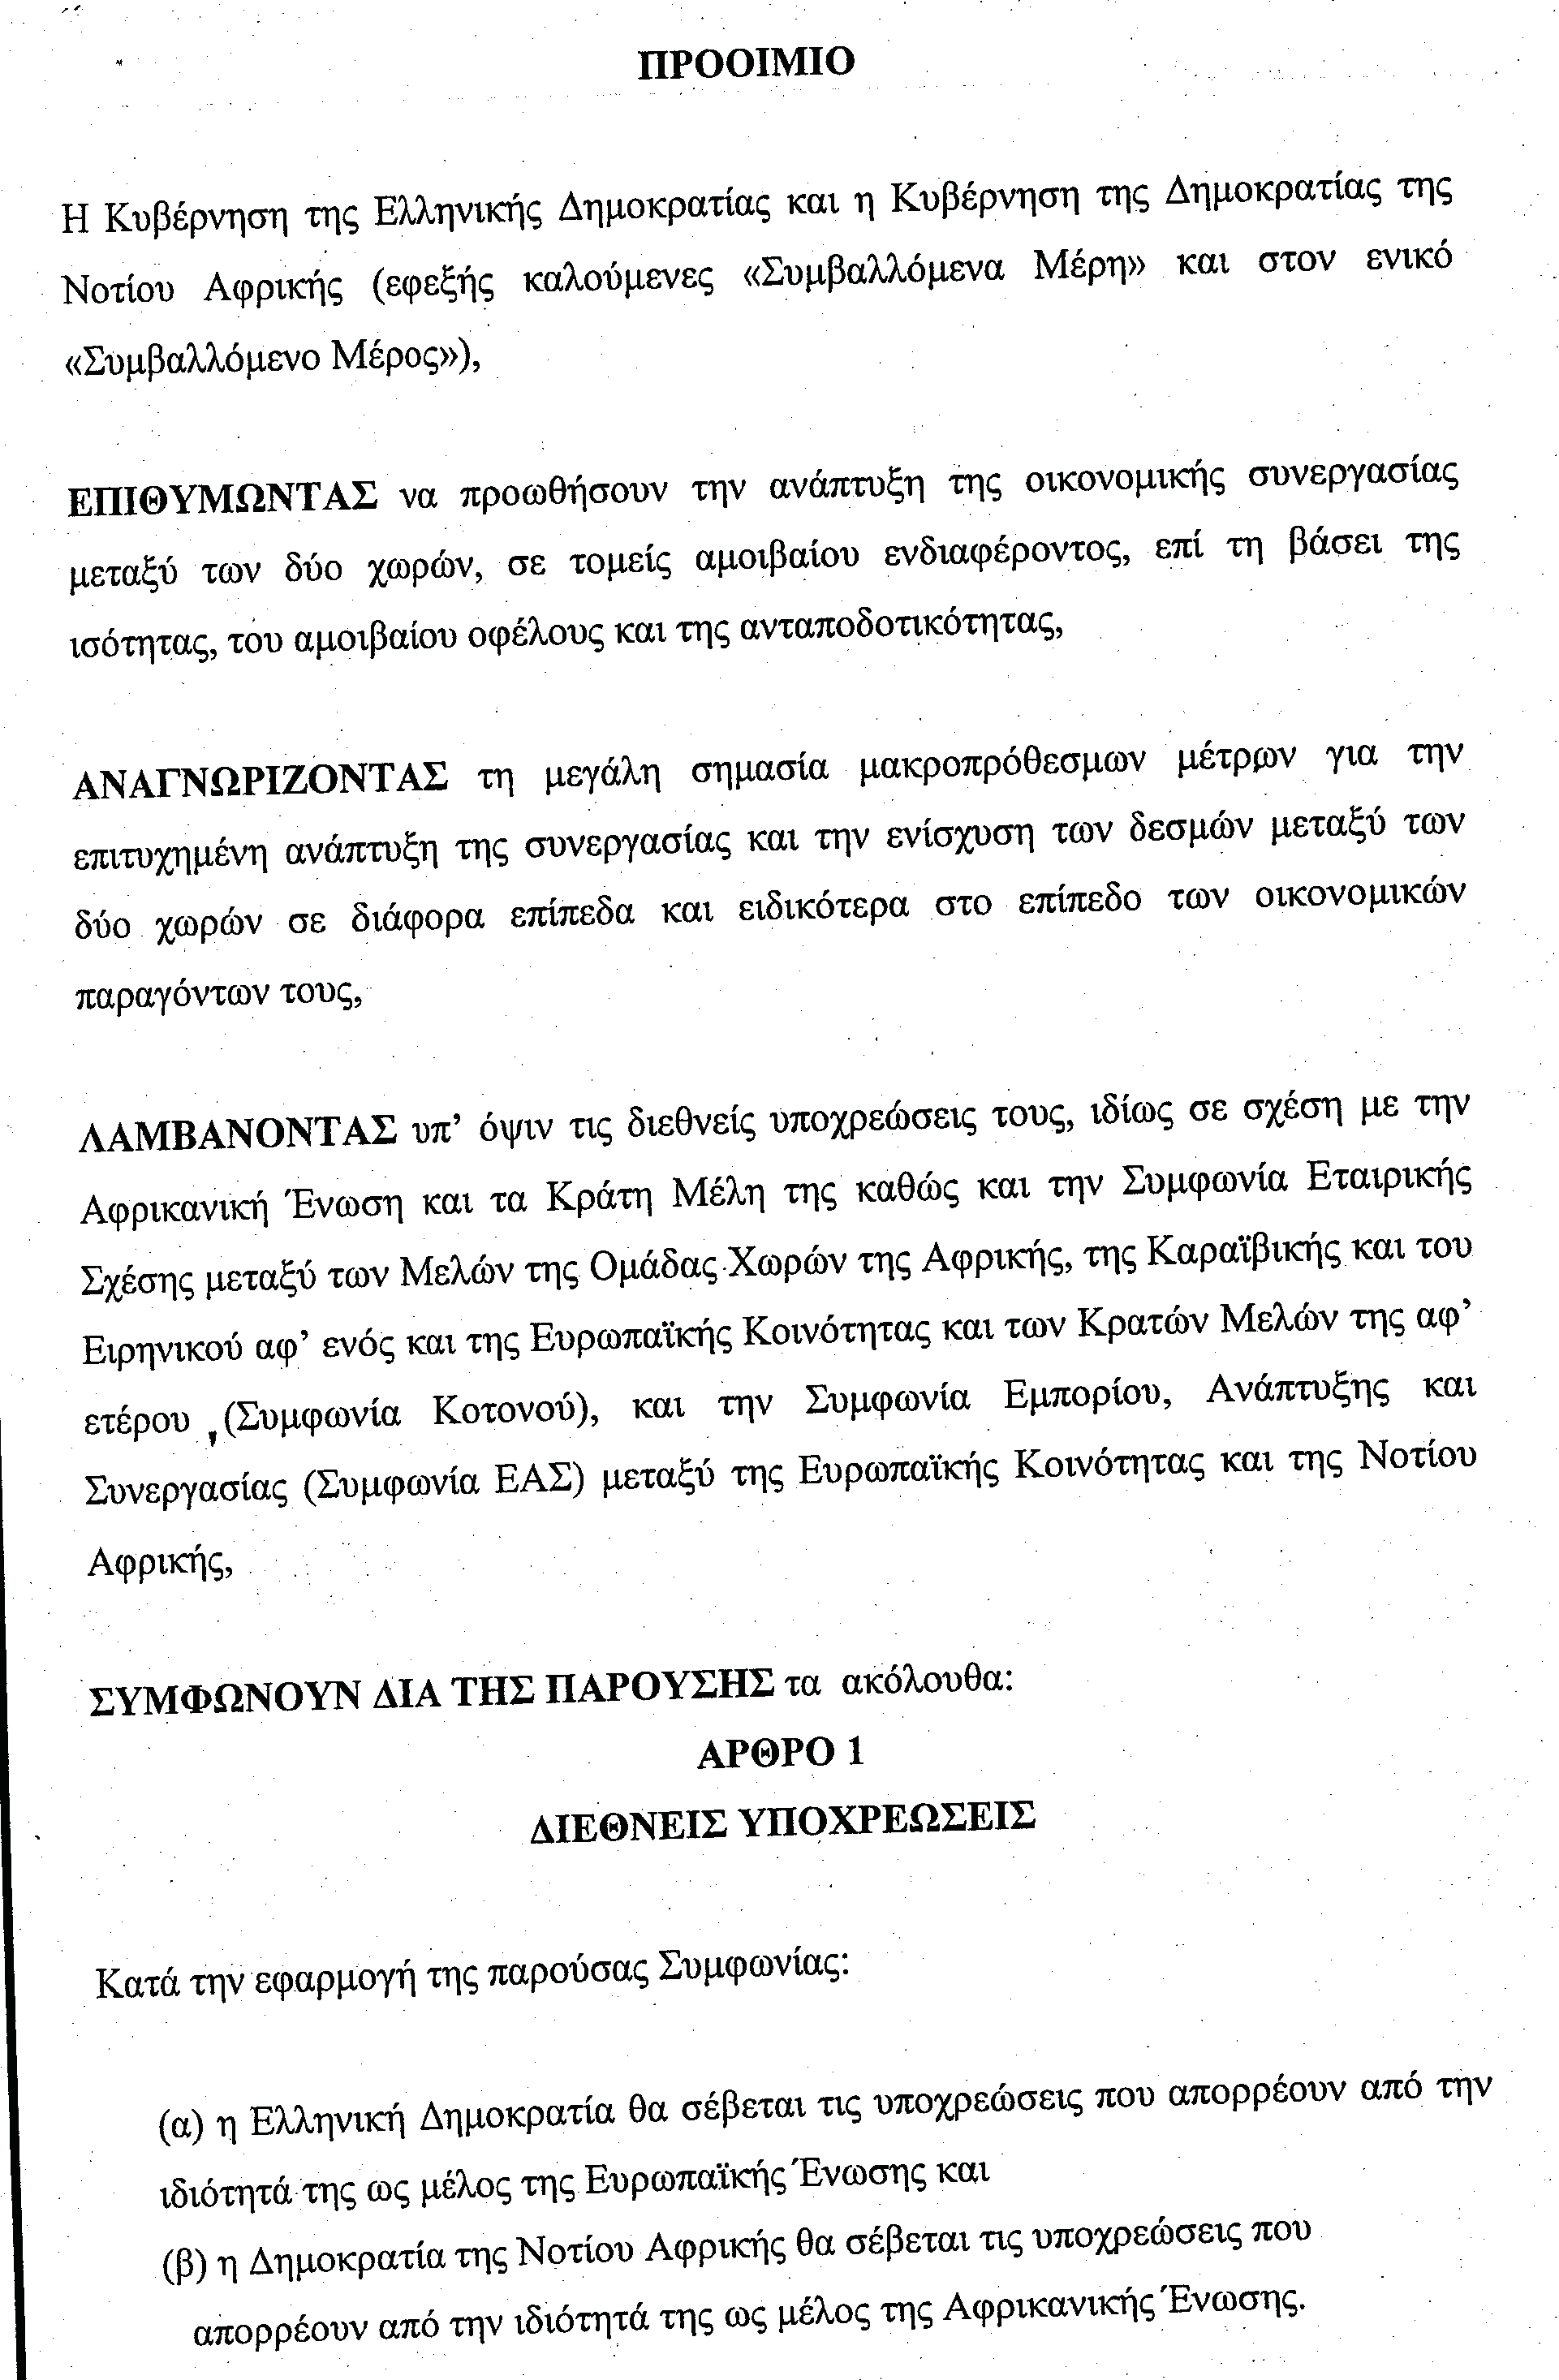 ΠΡΟΟΙΜΙΟ
Η Κυβέρνηση της Ελληνικής Δημοκρατίας και η Κυβέρνηση της Δημοκρατίας της
Νοτίου Αφρικής (εφεξής καλούμενες «Συμβαλλόμενα Μέρη» και στον ενικό
«Συμβαλλόμενο Μέρος»),
ΕΠΙΘΥΜΩΝΤΑΣ να προωθήσουν την ανάπτυξη της οικονομικής συνεργασίας
μεταξύ των δύο χωρών, σε τομείς αμοιβαίου ενδιαφέροντος, επί τη βάσει της
ισότητας, του αμοιβαίου οφέλους και της ανταποδοτικότητας,
ΑΝΑΓΝΩΡΙΖΟΝΤΑΣ τη μεγάλη σημασία μακροπρόθεσμων μέτρων για την
επιτυχημένη ανάπτυξη της συνεργασίας και την ενίσχυση των δεσμών μεταξύ των
δύο χωρών σε διάφορα επίπεδα και ειδικότερα στο επίπεδο των οικονομικών
παραγόντων τους,
ΛΑΜΒΑΝΟΝΤΑΣ υπ’ όψιν τις διεθνείς υποχρεώσεις τους, ιδίως σε σχέση με την
Αφρικανική Ένωση και τα Κράτη Μέλη της καθώς και την Συμφωνία Εταιρικής
Σχέσης μεταξύ των Μελών της Ομάδας Χωρών της Αφρικής, της Καραϊβικής και του
Ειρηνικού αφ’ ενός και της Ευρωπαϊκής Κοινότητας και των Κρατών Μελών της αφ’
ετέρου , (Συμφωνία Κοτονού), και την Συμφωνία Εμπορίου, Ανάπτυξης και
Συνεργασίας (Συμφωνία ΕΑΣ) μεταξύ της Ευρωπαϊκής Κοινότητας και της Νοτίου
Αφρικής,
ΣΥΜΦΩΝΟΥΝ ΔΙΑ ΤΗΣ ΠΑΡΟΥΣΗΣ τα ακόλουθα:
ΑΡΘΡΟ 1
ΔΙΕΘΝΕΙΣ ΥΠΟΧΡΕΩΣΕΙΣ
Κατά την εφαρμογή της παρούσας Συμφωνίας:
(α) η Ελληνική Δημοκρατία θα σέβεται τις υποχρεώσεις που απορρέουν από την
ιδιότητά της ως μέλος της Ευρωπαϊκής Ένωσης και
(β) η Δημοκρατία της Νοτίου Αφρικής θα σέβεται τις υποχρεώσεις που
απορρέουν από την ιδιότητά της ως μέλος της Αφρικανικής Ένωσης.